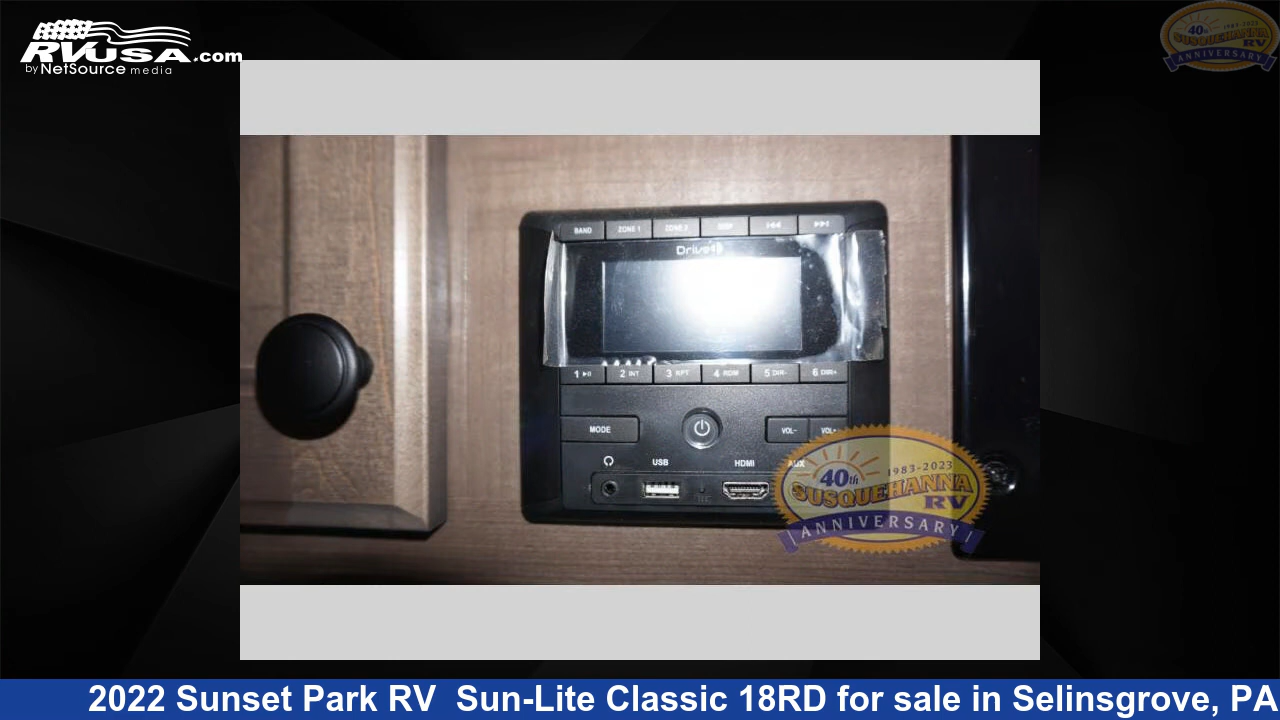 RVUSA.com
by NetSource media
40th 1983-2023
SUSQUEHANNA
RV
ANNIVERSARY
BAND ZONE 1 ZONE 2 I◄◄ ►►I
Drive
1 ►II 2 INT 3 RPT 4 RDM 5 DIR- 6 DIR+
MODE VOL- VOL+
USB HDMI AUX
40th 1983-2023
SUSQUEHANNA
RV
ANNIVERSARY
2022 Sunset Park RV Sun-Lite Classic 18RD for sale in Selinsgrove, PA